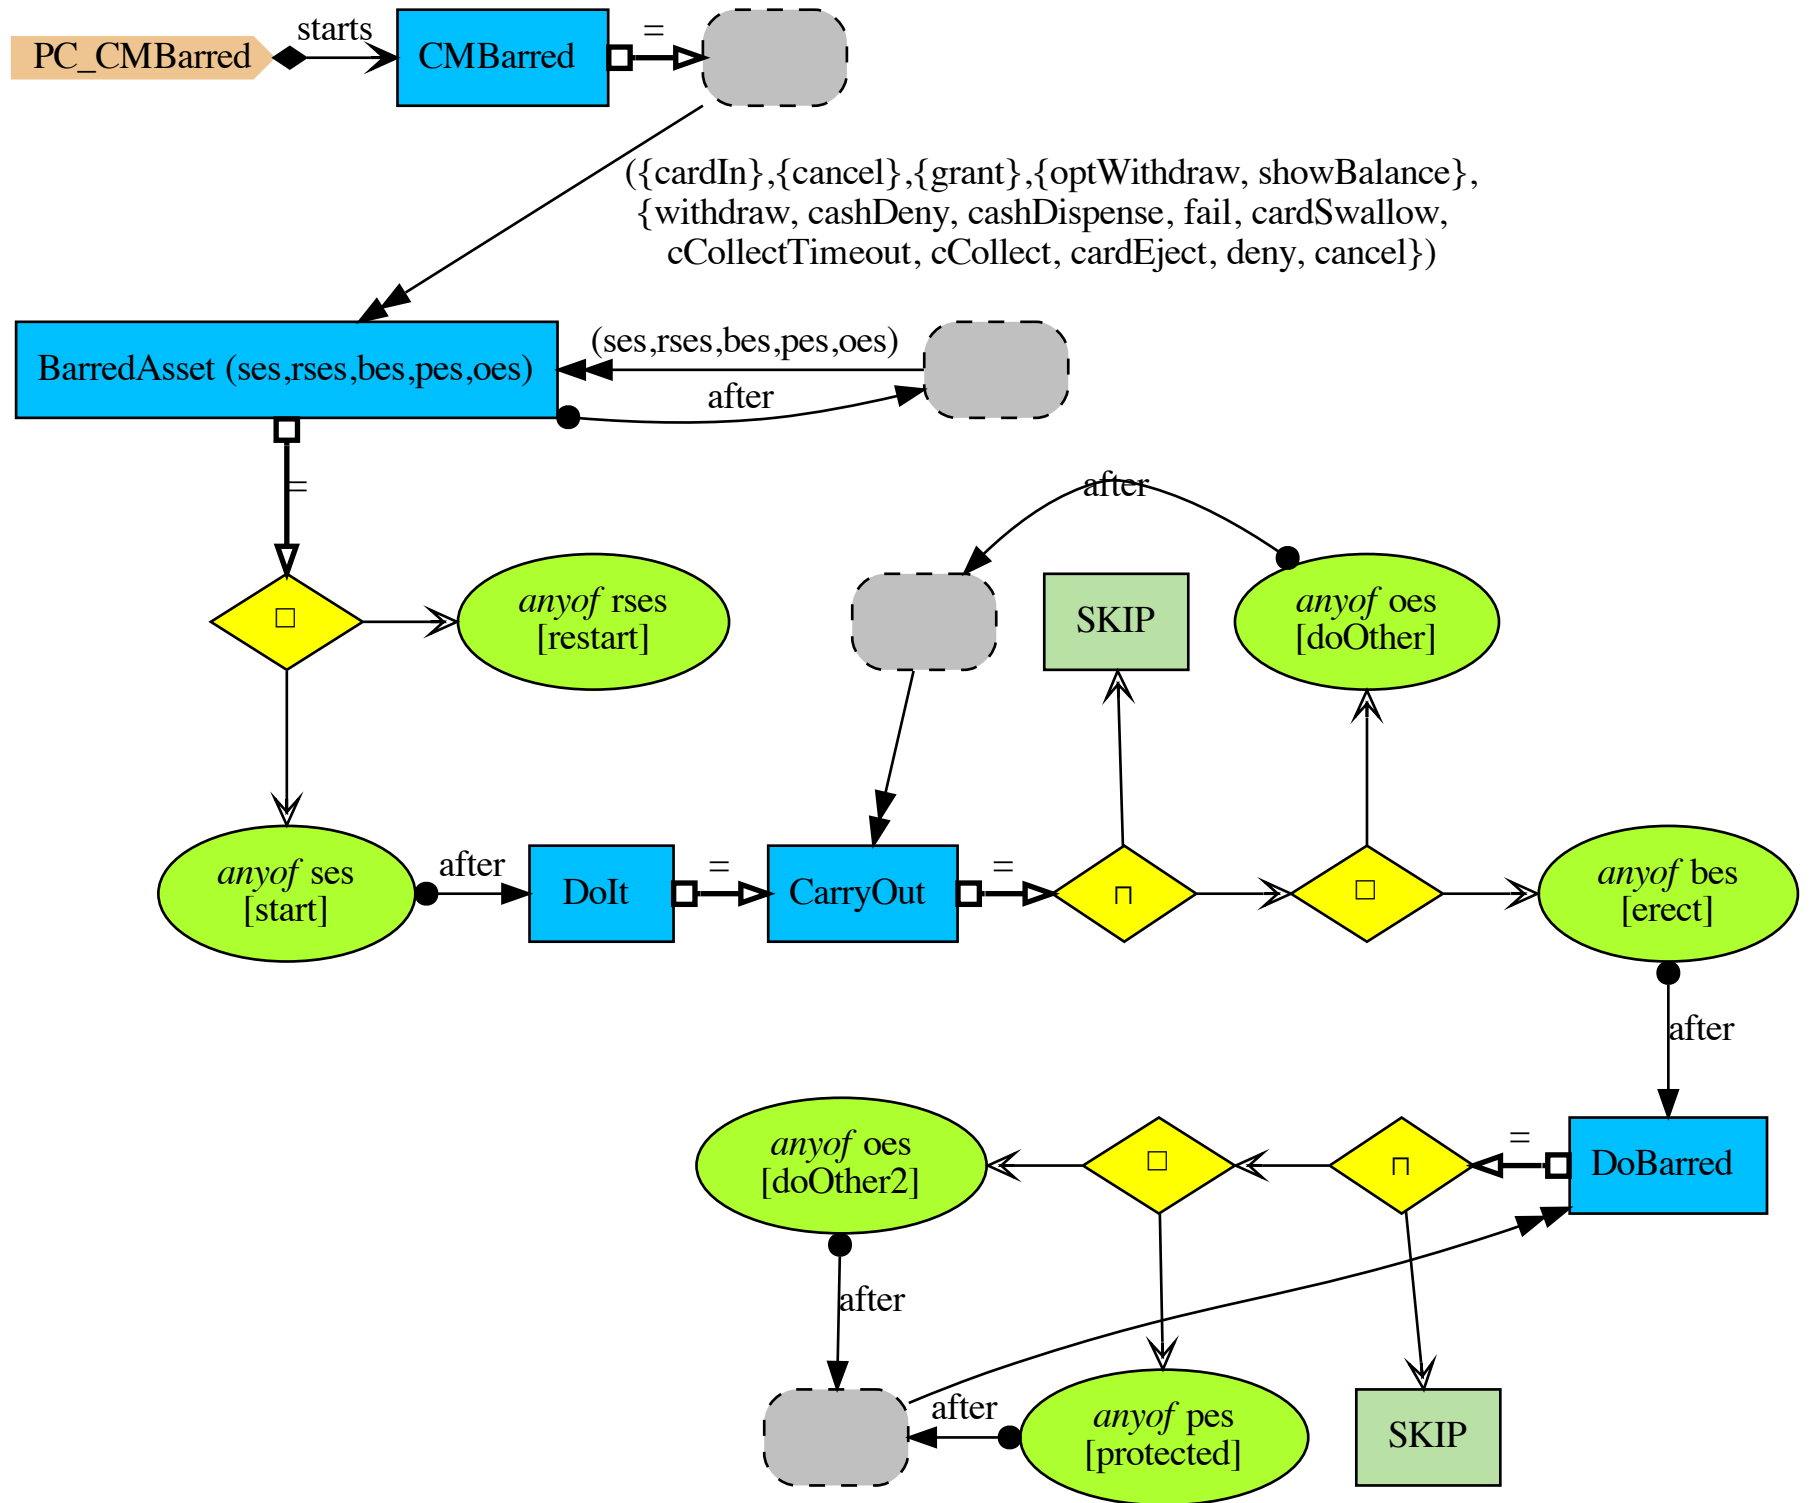 PC_CMBarred
starts
CMBarred
=
({cardIn},{cancel},{grant},{optWithdraw, showBalance},
{withdraw, cashDeny, cashDispense, fail, cardSwallow,
cCollectTimeout, cCollect, cardEject, deny, cancel})
BarredAsset (ses,rses,bes,pes,oes)
(ses,rses,bes,pes,oes)
after
=
after
□
anyof rses
[restart]
SKIP
anyof oes
[doOther]
anyof ses
[start]
after
DoIt
=
CarryOut
=
⊓
□
anyof bes
[erect]
after
anyof oes
[doOther2]
□
⊓
=
DoBarred
after
after
anyof pes
[protected]
SKIP